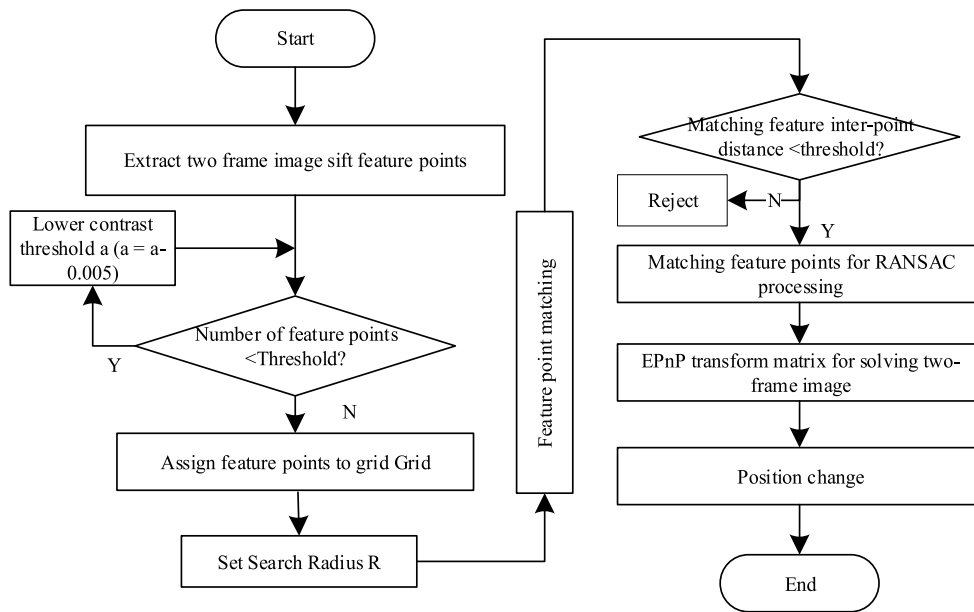 Start
Extract two frame image sift feature points
Lower contrast
threshold a (a = a-
0.005)
Number of feature points
<Threshold?
Y
N
Assign feature points to grid Grid
Set Search Radius R
Feature point matching
Matching feature inter-point
distance <threshold?
Reject
N
Y
Matching feature points for RANSAC
processing
EPnP transform matrix for solving two-
frame image
Position change
End